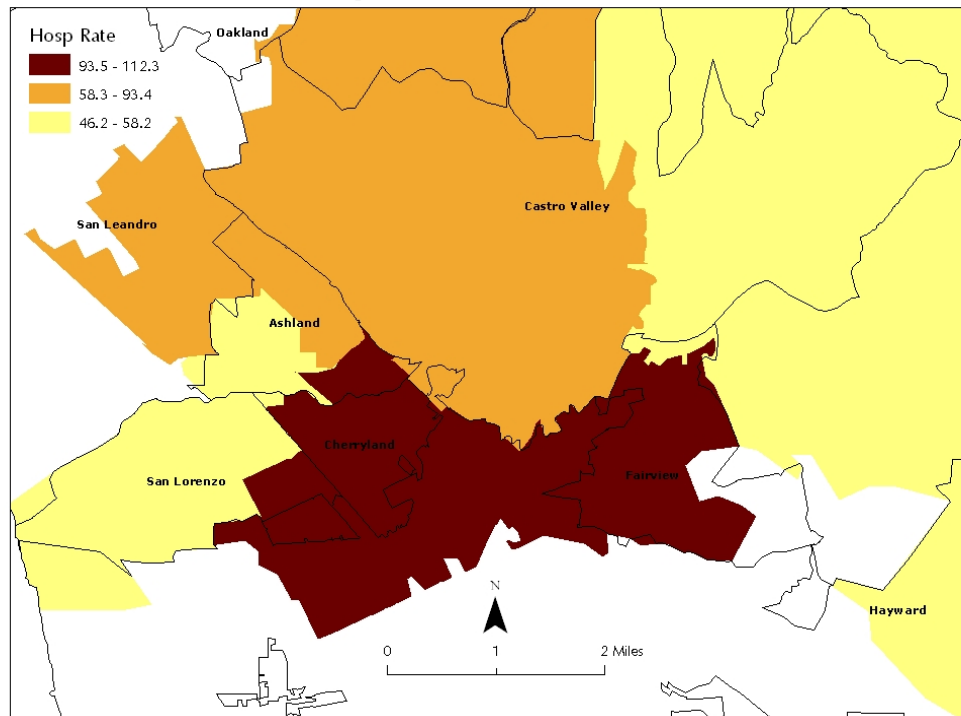 Oakland
Hosp Rate
93.5 - 112.3
58.3 - 93.4
46.2 - 58.2
Castro Valley
San Leandro
Ashland
Cherryland
San Lorenzo
Fairview
Hayward
N
0 1 2 Miles